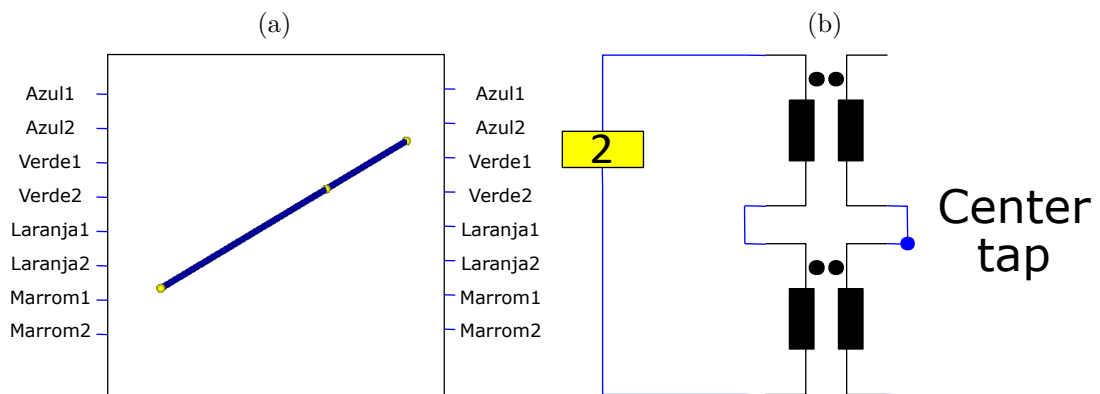 (a)
(b)
Azul1
Azul2
Verde1
Verde2
Laranja1
Laranja2
Marrom1
Marrom2
Azul1
Azul2
Verde1
Verde2
Laranja1
Laranja2
Marrom1
Marrom2
2
Center
tap